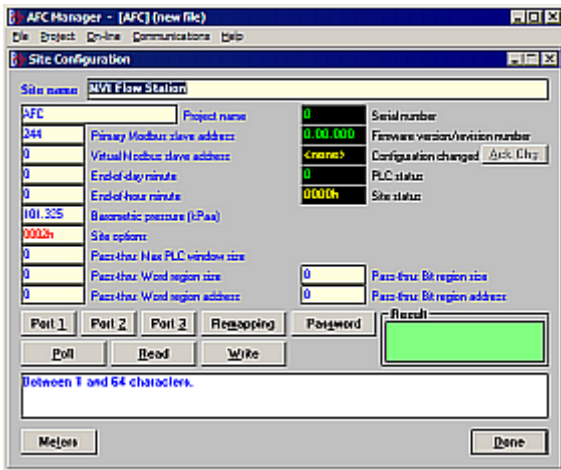 AFC Manager - [AFC] (new file)
File Project On-line Communications Help
Site Configuration
Site name NVI Flow Station
AFC Project name 0 Serial number
244 Primary Modbus slave address 0.00.000 Firmware version/revision number
0 Virtual Modbus slave address <none> Configuration changed Ack Chg
0 End-of-day minute 0 PLC status
0 End-of-hour minute 0000h Site status
101.325 Barometric pressure (kPaa)
0002h Site options
0 Pass-thru: Max PLC window size
0 Pass-thru: Word region size 0 Pass-thru: Bit region size
0 Pass-thru: Word region address 0 Pass-thru: Bit region address
Port 1 Port 2 Port 3 Remapping Password Result
Poll Read Write
Between 1 and 64 characters.
Meters Done